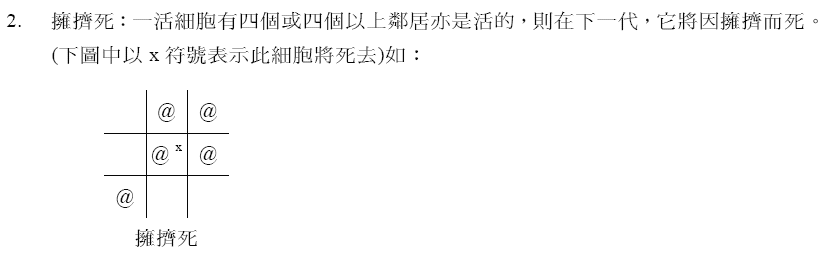 2. 擁擠死：一活細胞有四個或四個以上鄰居亦是活的，則在下一代，它將因擁擠而死。
(下圖中以 x 符號表示此細胞將死去)如：
@ @
@ x @
@
擁擠死